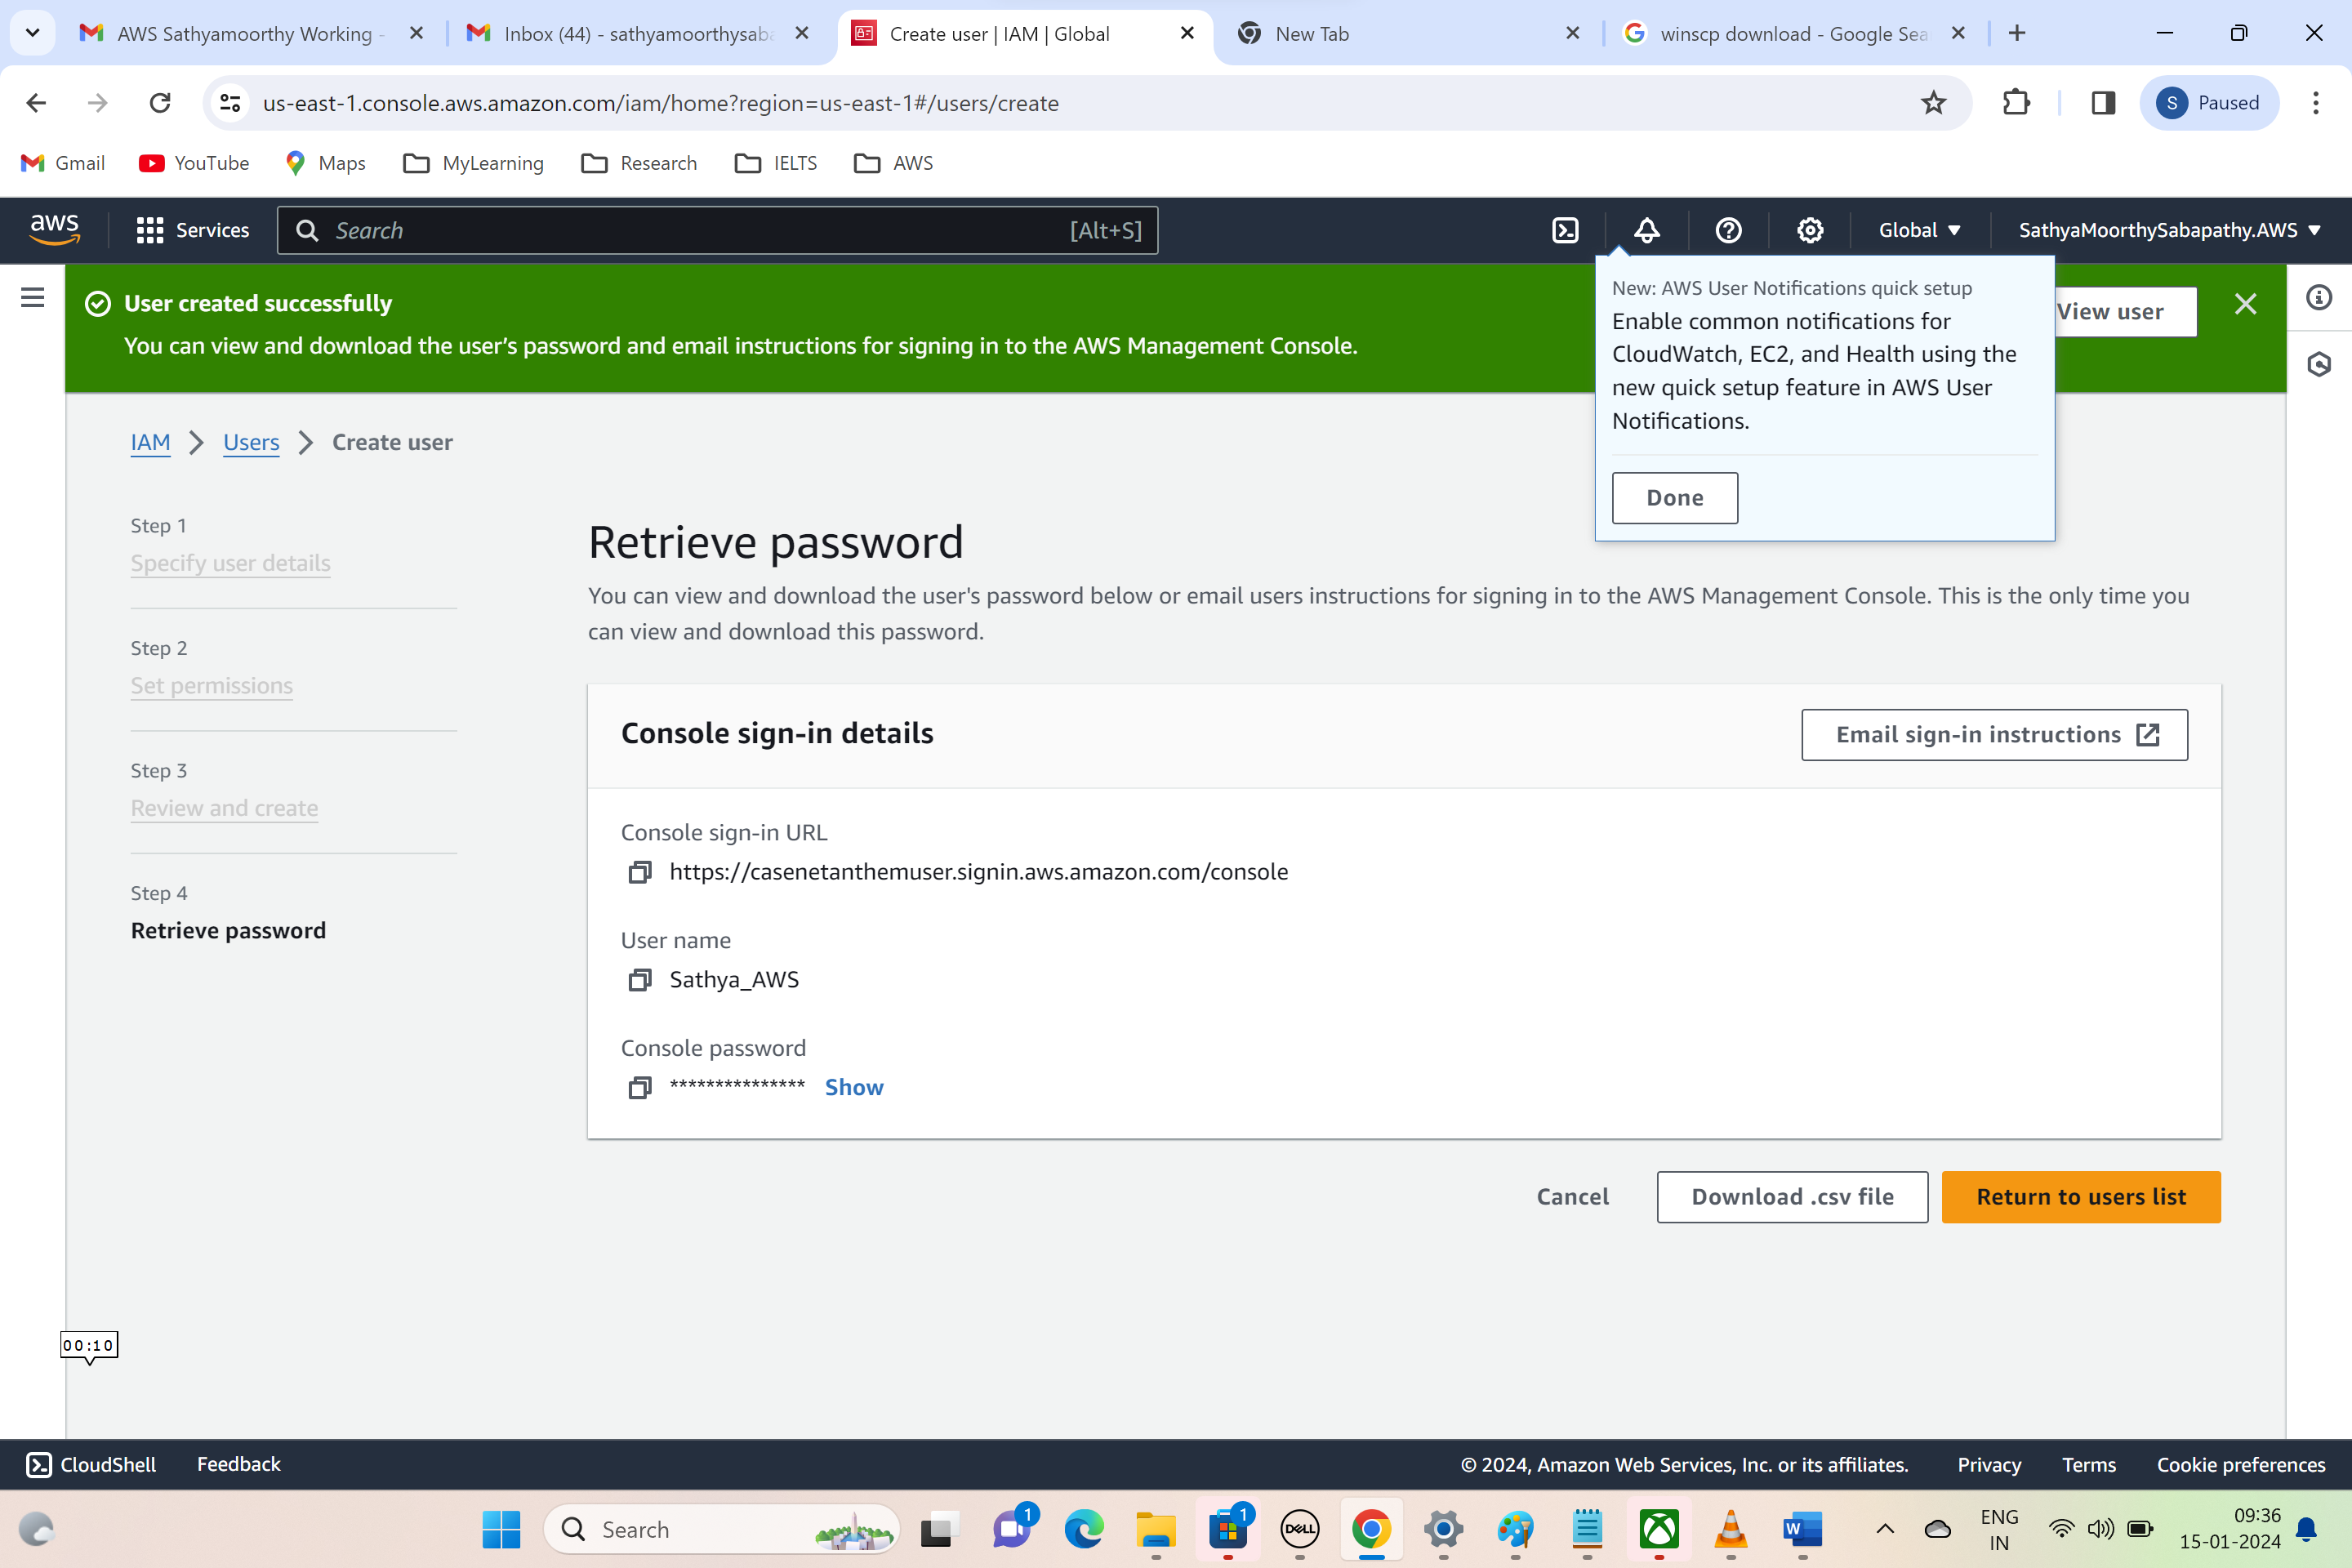 AWS Sathyamoorthy Working -
Inbox (44) - sathyamoorthysaba
Create user | IAM | Global
New Tab
winscp download - Google Sea
us-east-1.console.aws.amazon.com/iam/home?region=us-east-1#/users/create
S Paused
Gmail YouTube Maps MyLearning Research IELTS AWS
aws Services Search [Alt+S] Global SathyaMoorthySabapathy.AWS
User created successfully
You can view and download the user's password and email instructions for signing in to the AWS Management Console.
View user
New: AWS User Notifications quick setup
Enable common notifications for
CloudWatch, EC2, and Health using the
new quick setup feature in AWS User
Notifications.
Done
IAM Users Create user
Step 1
Specify user details
Step 2
Set permissions
Step 3
Review and create
Step 4
Retrieve password
Retrieve password
You can view and download the user's password below or email users instructions for signing in to the AWS Management Console. This is the only time you
can view and download this password.
Console sign-in details
Email sign-in instructions
Console sign-in URL
https://casenetanthemuser.signin.aws.amazon.com/console
User name
Sathya_AWS
Console password
*************** Show
Cancel Download .csv file Return to users list
00:10
CloudShell Feedback © 2024, Amazon Web Services, Inc. or its affiliates. Privacy Terms Cookie preferences
Search
1
1
DELL
W
ENG
IN
09:36
15-01-2024